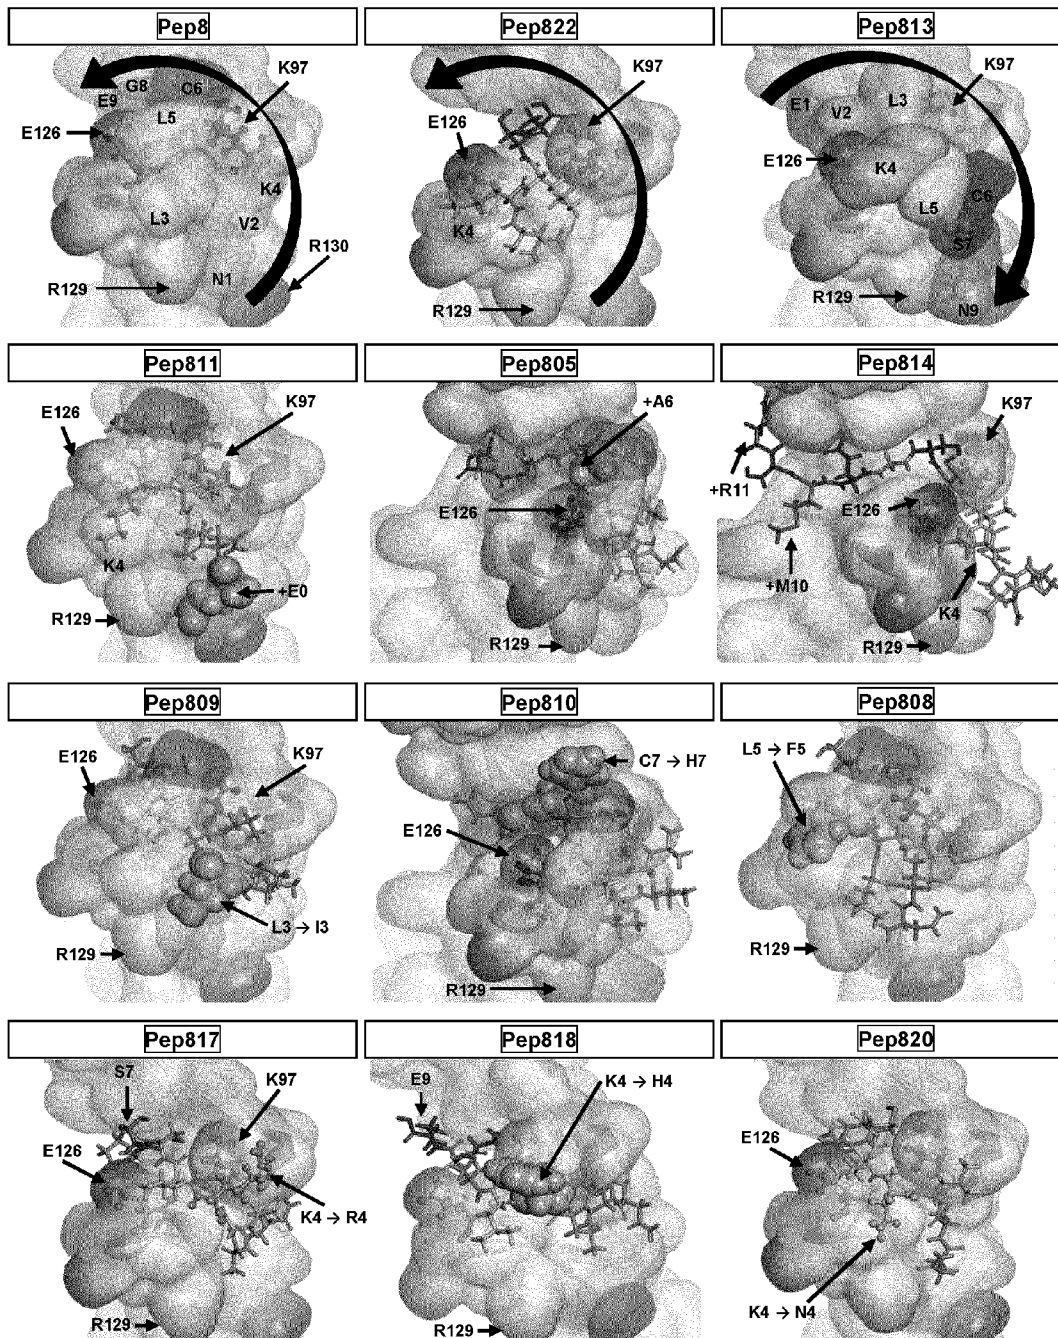 Pep8
Pep822
Pep813
K97
G8
C6
E9
L5
E126
K4
L3
V2
R130
N1
R129
K97
E126
K4
R129
K97
E1
V2
L3
E126
K4
C6
L5
S7
R129
N9
Pep811
Pep805
Pep814
E126
K97
K4
+E0
R129
+A6
E126
R129
K97
+R11
E126
+M10
K4
R129
Pep809
Pep810
Pep808
E126
K97
L3 → I3
R129
C7 → H7
E126
R129
L5 → F5
R129
Pep817
Pep818
Pep820
S7
K97
E126
K4 → R4
R129
E9
K4 → H4
R129
E126
K4 → N4